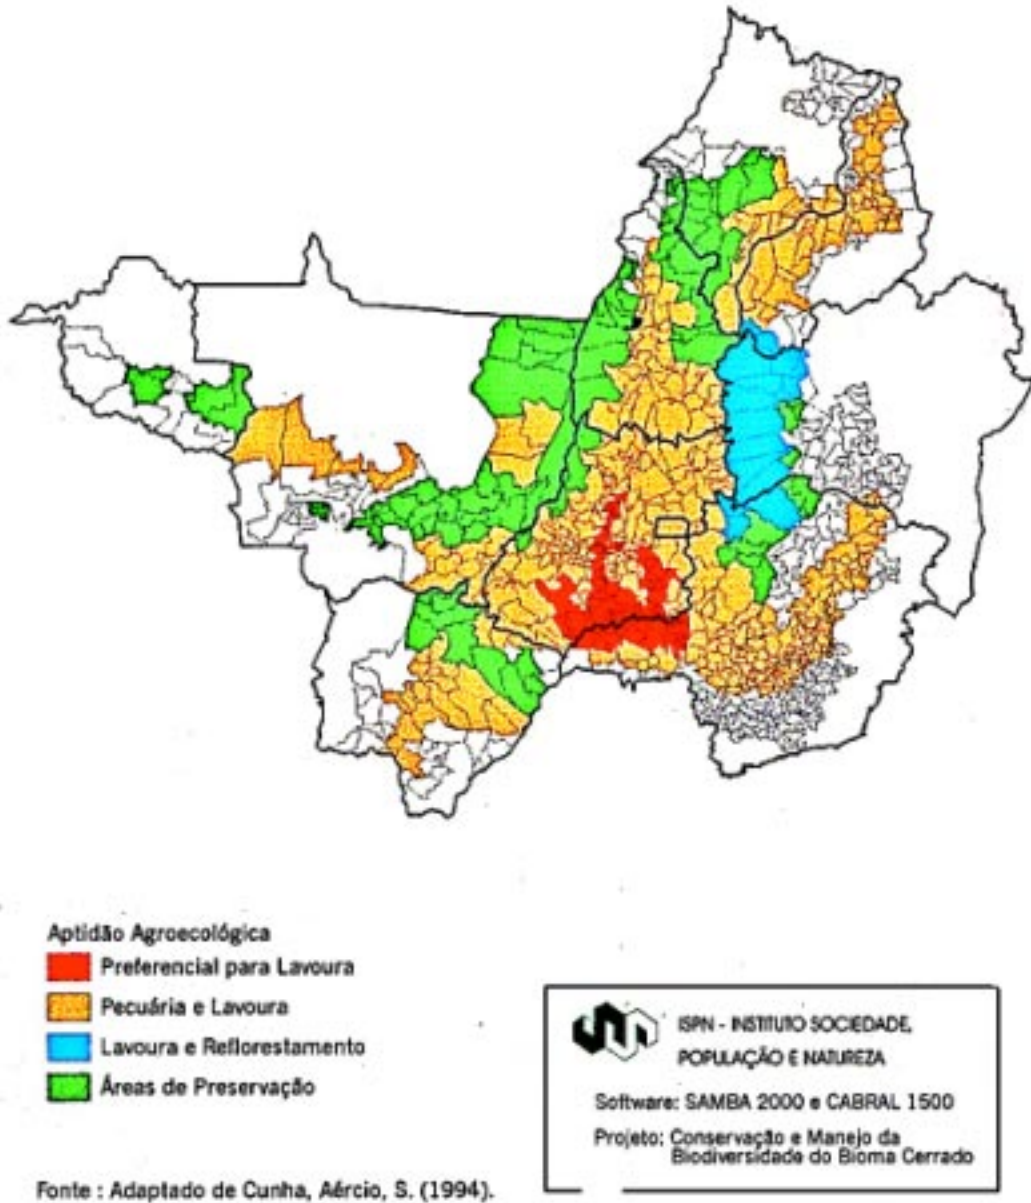 Aptidão Agroecológica
Preferencial para Lavoura
Pecuária e Lavoura
Lavoura e Reflorestamento
Áreas de Preservação
ISPN - INSTITUTO SOCIEDADE,
POPULAÇÃO E NATUREZA
Software: SAMBA 2000 e CABRAL 1500
Projeto: Conservação e Manejo da
Biodiversidade do Bioma Cerrado
Fonte : Adaptado de Cunha, Aércio, S. (1994).